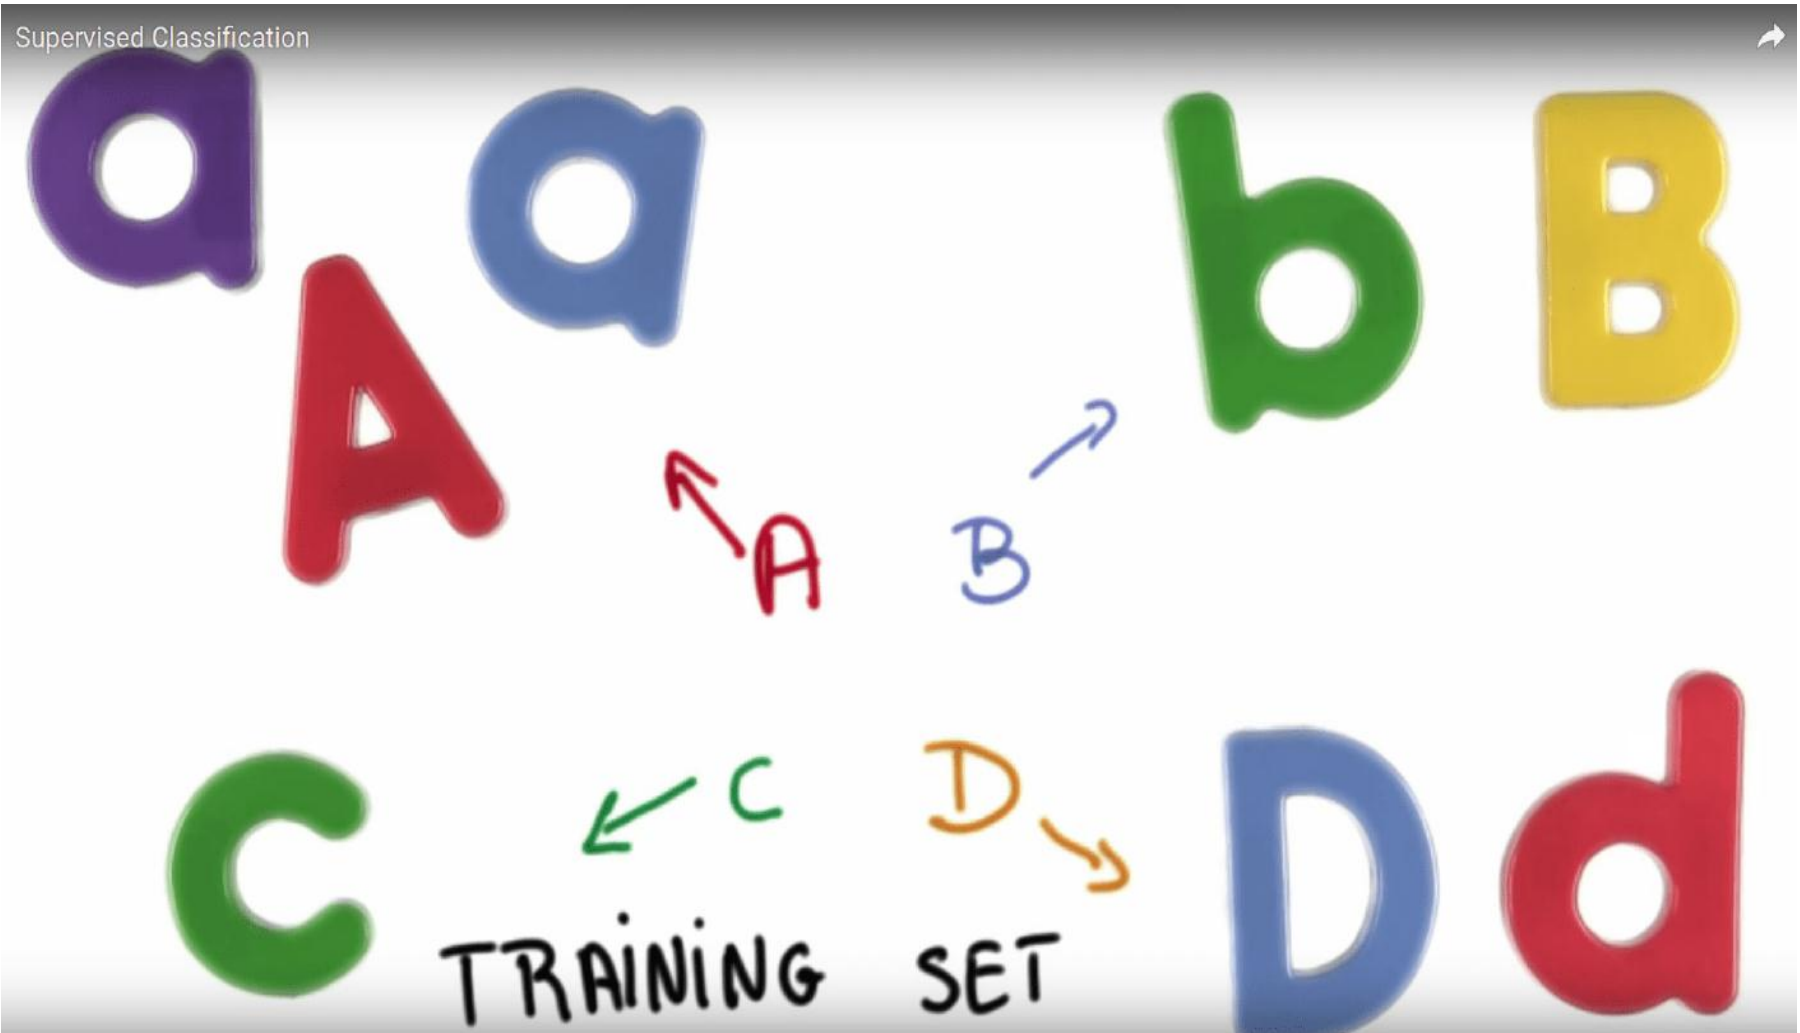 Supervised Classification
a a b B
A
A B
C D
C D d
TRAiNiNG SET